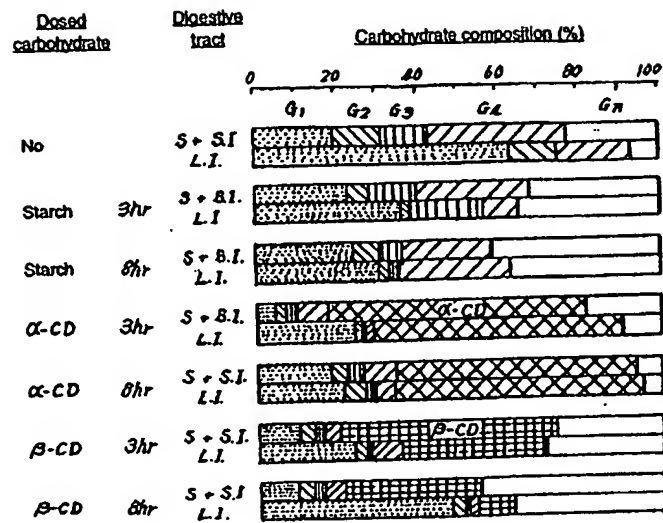 Dosed carbohydrate
Digestive tract
Carbohydrate composition (%)
0 20 40 60 80 100
G1 G2 G3 GL Gn
No S + S.I
L.I.
Starch 3hr S + S.I.
L.I
Starch 8hr S + S.I.
L.I.
α-CD 3hr S + S.I. α-CD
L.I.
α-CD 8hr S + S.I.
L.I.
β-CD 3hr S + S.I. β-CD
L.I.
β-CD 8hr S + S.I
L.I.